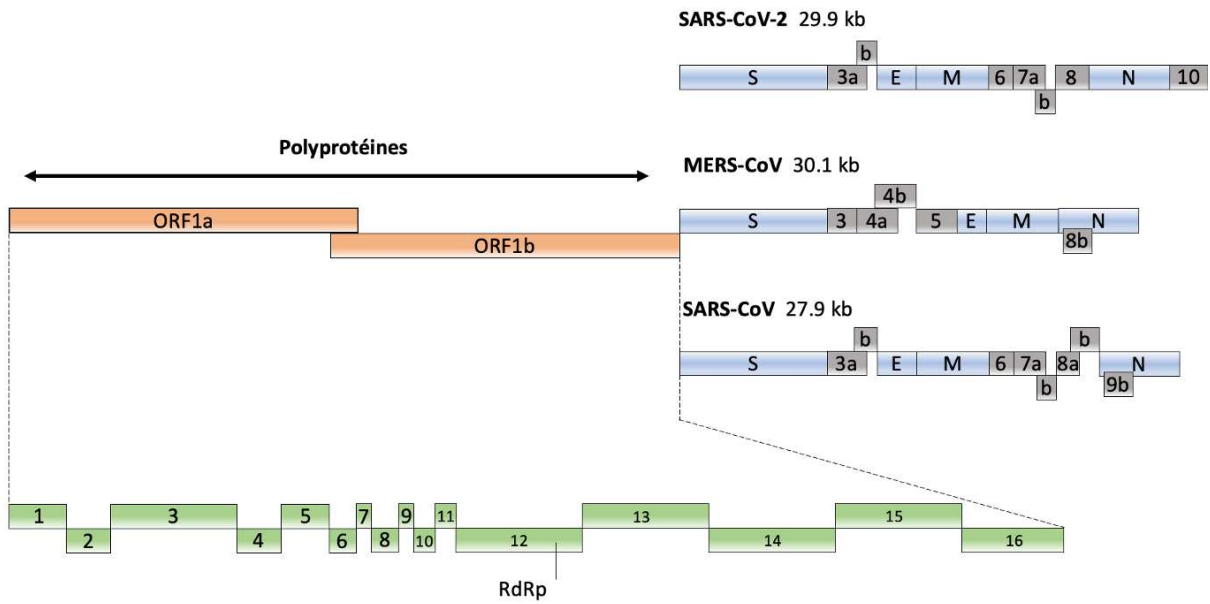 SARS-CoV-2 29.9 kb
b
S 3a E M 6 7a 8 N 10
b
Polyprotéines
MERS-CoV 30.1 kb
4b
ORF1a
S 3 4a 5 E M N
ORF1b
8b
SARS-CoV 27.9 kb
b b
S 3a E M 6 7a 8a N
b 9b
1 3 5 7 9 11 13 15
2 4 6 8 10 12 14 16
RdRp